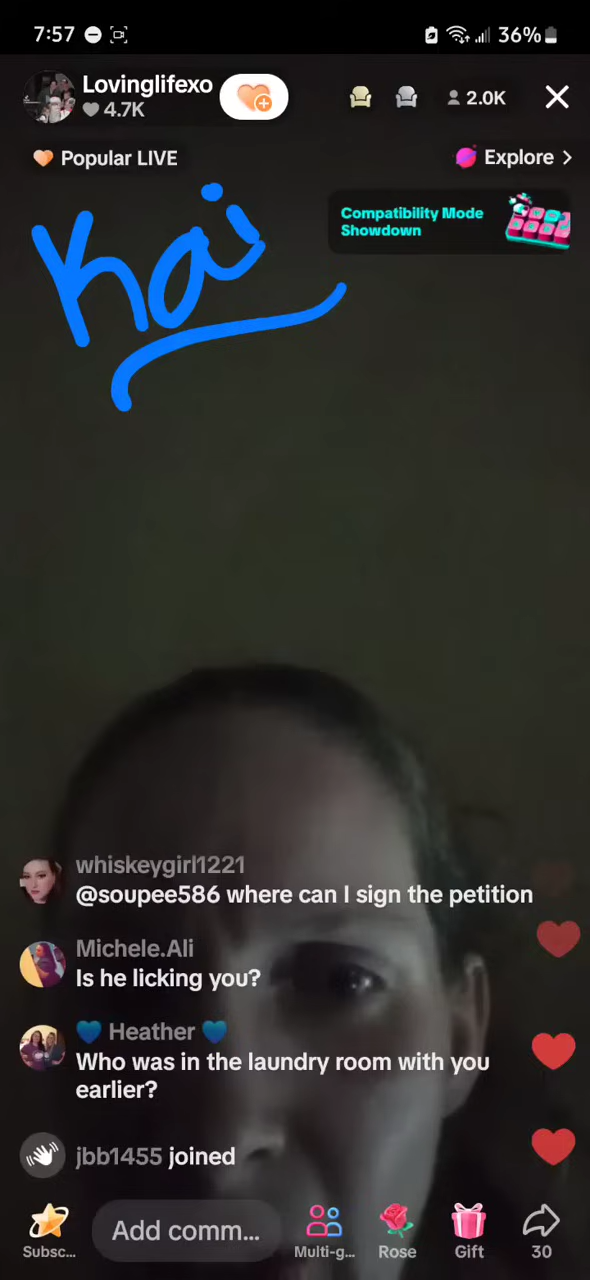 7:57 36%
Lovinglifexo
4.7K
2.0K
Popular LIVE
Explore >
Kai
Compatibility Mode
Showdown
whiskeygirl1221
@soupee586 where can I sign the petition
Michele.Ali
Is he licking you?
💙 Heather 💙
Who was in the laundry room with you
earlier?
jbb1455 joined
Subsc...
Add comm...
Multi-g...
Rose
Gift
30